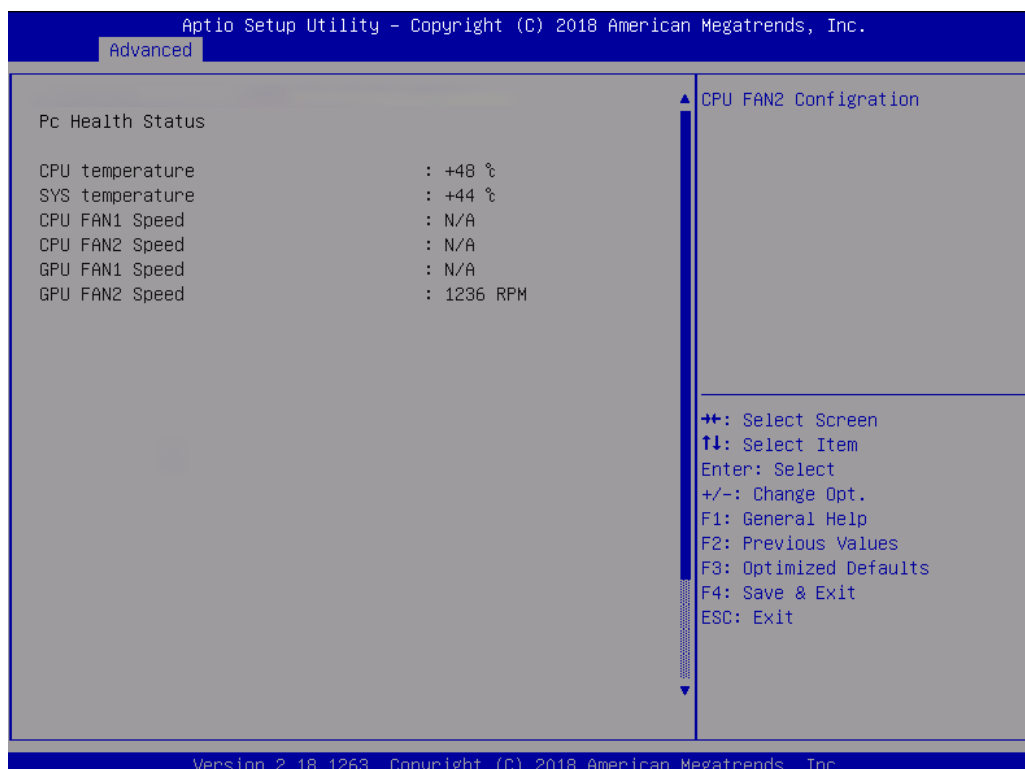 Aptio Setup Utility – Copyright (C) 2018 American Megatrends, Inc.
Advanced
Pc Health Status
CPU temperature : +48 ℃
SYS temperature : +44 ℃
CPU FAN1 Speed : N/A
CPU FAN2 Speed : N/A
GPU FAN1 Speed : N/A
GPU FAN2 Speed : 1236 RPM
CPU FAN2 Configration
→←: Select Screen
↑↓: Select Item
Enter: Select
+/-: Change Opt.
F1: General Help
F2: Previous Values
F3: Optimized Defaults
F4: Save & Exit
ESC: Exit
Version 2.18.1263. Copyright (C) 2018 American Megatrends, Inc.